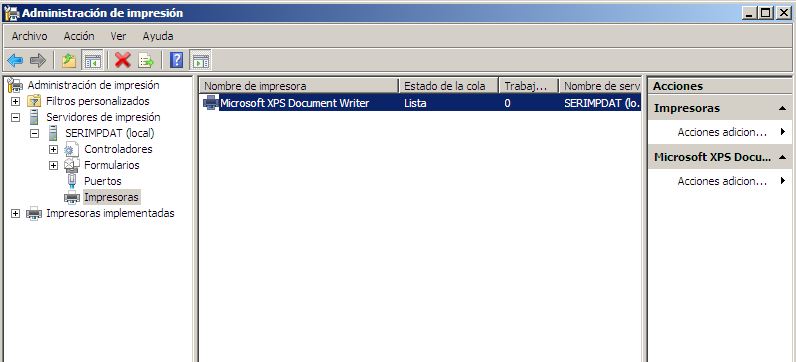 Administración de impresión
Archivo Acción Ver Ayuda
Administración de impresión
Filtros personalizados
Servidores de impresión
SERIMPDAT (local)
Controladores
Formularios
Puertos
Impresoras
Impresoras implementadas
Nombre de impresora Estado de la cola Trabaj... Nombre de serv
Microsoft XPS Document Writer Lista 0 SERIMPDAT (lo..
Acciones
Impresoras
Acciones adicion...
Microsoft XPS Docu...
Acciones adicion...